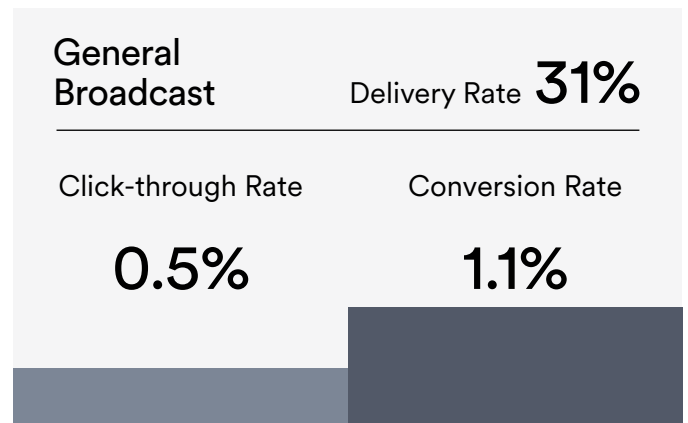 General
Broadcast
Delivery Rate 31%
Click-through Rate
Conversion Rate
0.5%
1.1%